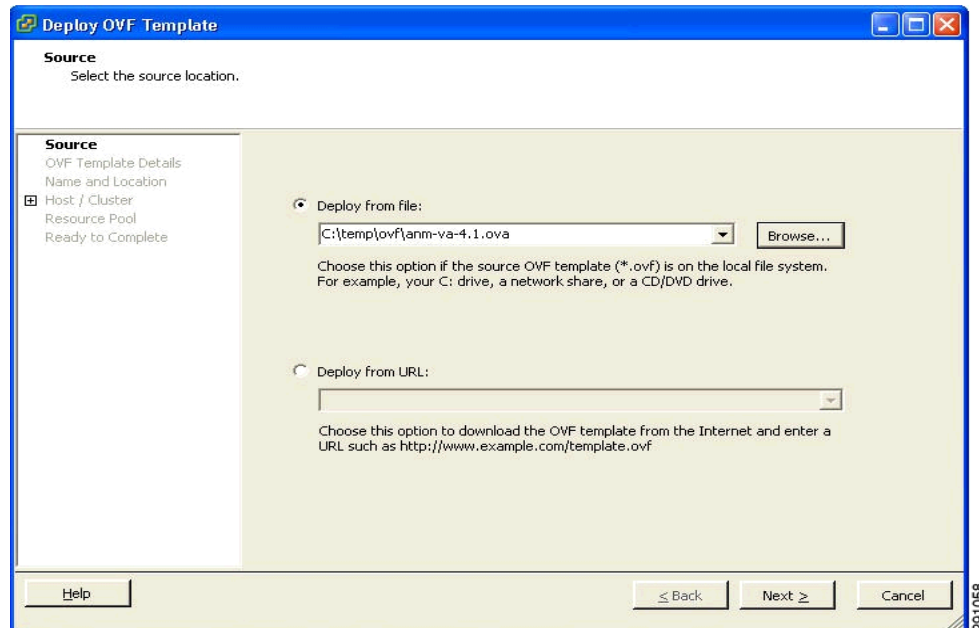 Deploy OVF Template
Source
Select the source location.
Source
OVF Template Details
Name and Location
Host / Cluster
Resource Pool
Ready to Complete
Deploy from file:
C:\temp\ovf\anm-va-4.1.ova
Browse...
Choose this option if the source OVF template (*.ovf) is on the local file system.
For example, your C: drive, a network share, or a CD/DVD drive.
Deploy from URL:
Choose this option to download the OVF template from the Internet and enter a
URL such as http://www.example.com/template.ovf
Help
≤ Back
Next ≥
Cancel